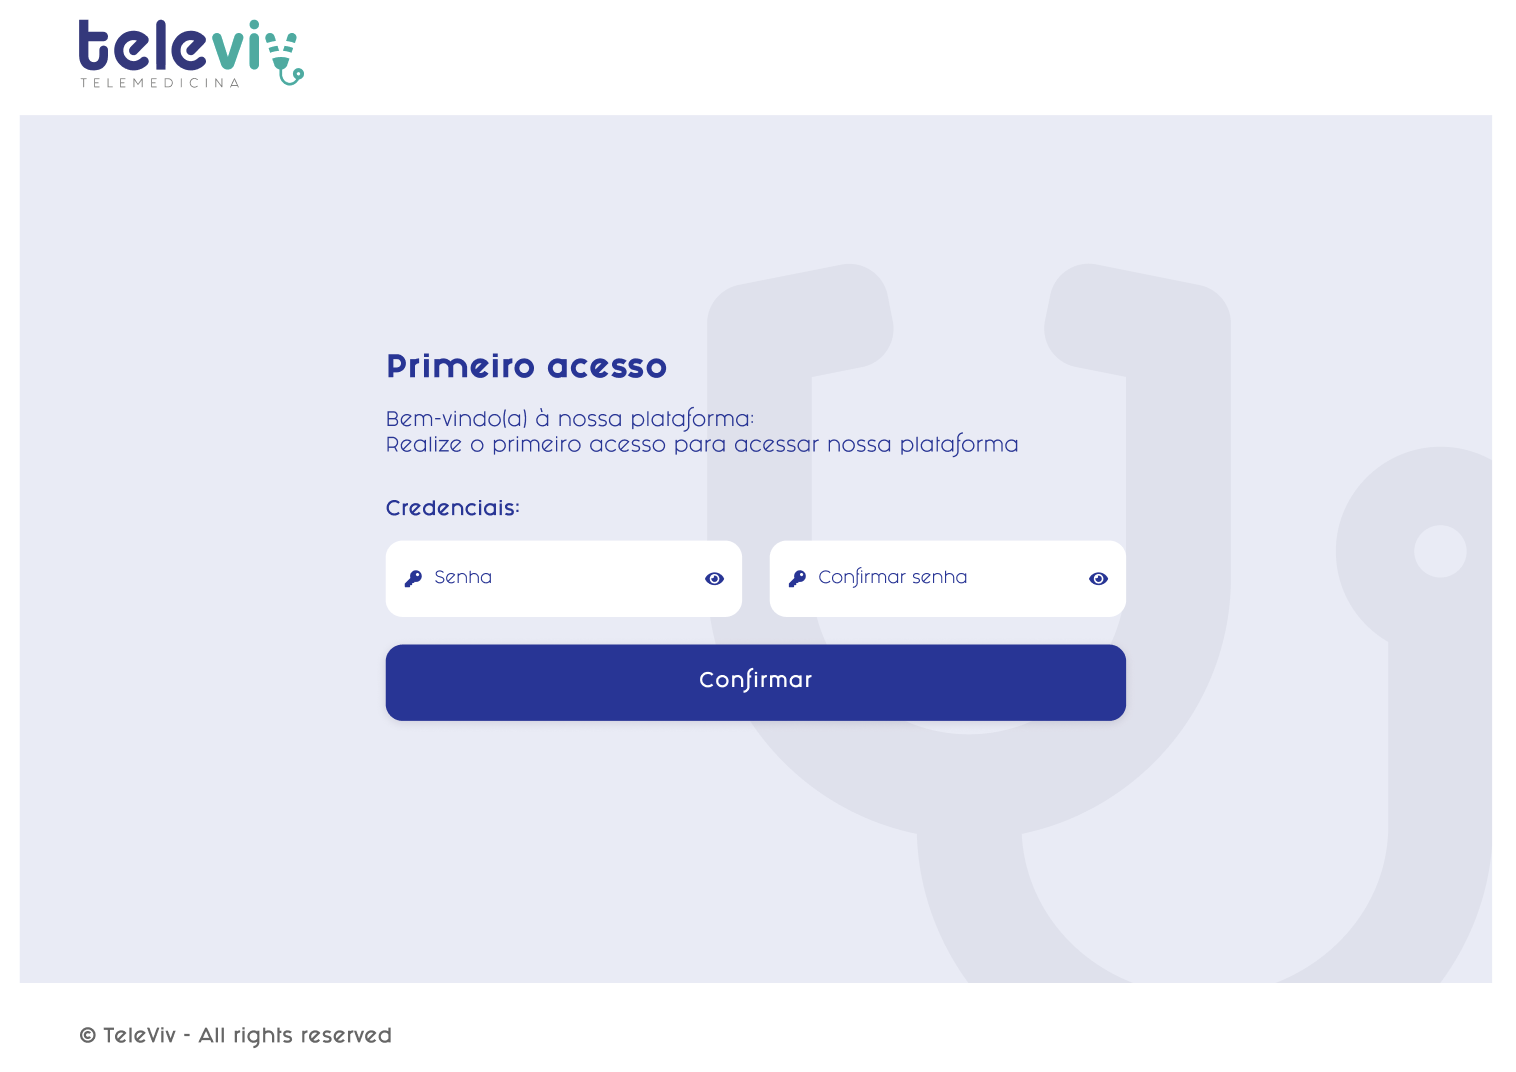 televiv
TELEMEDICINA
Primeiro acesso
Bem-vindo(a) à nossa plataforma:
Realize o primeiro acesso para acessar nossa plataforma
Credenciais:
Senha
Confirmar senha
Confirmar
© TeleViv - All rights reserved